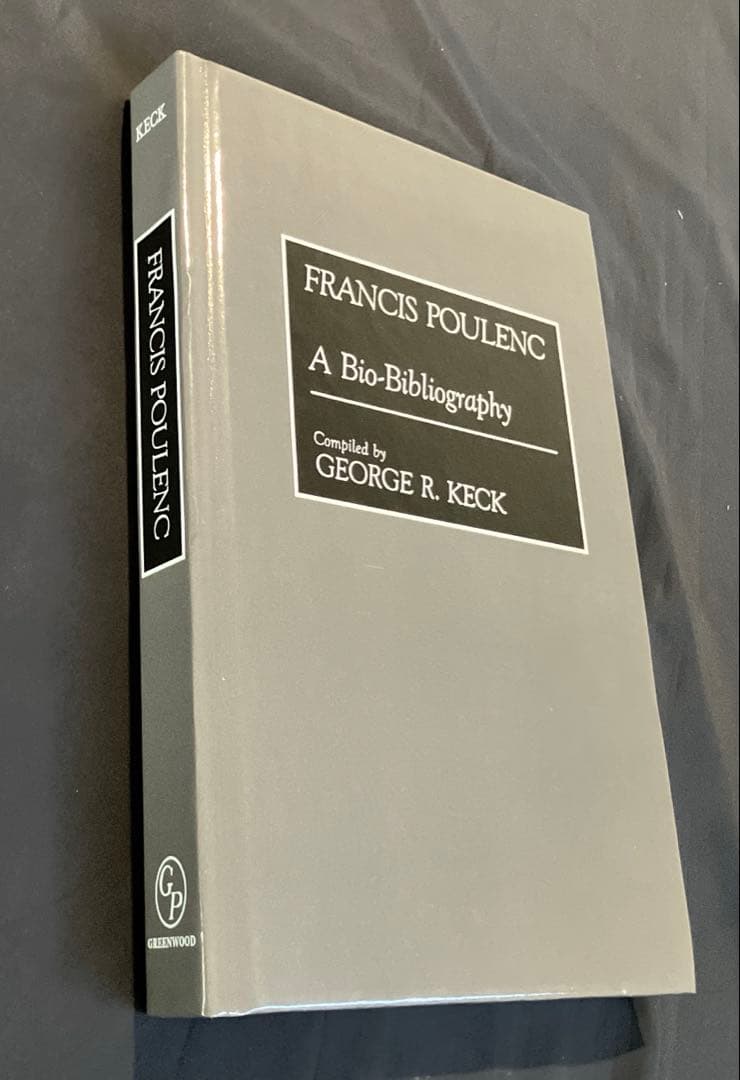 KECK
FRANCIS POULENC
GP
GREENWOOD
FRANCIS POULENC
A Bio-Bibliography
Compiled by
GEORGE R. KECK